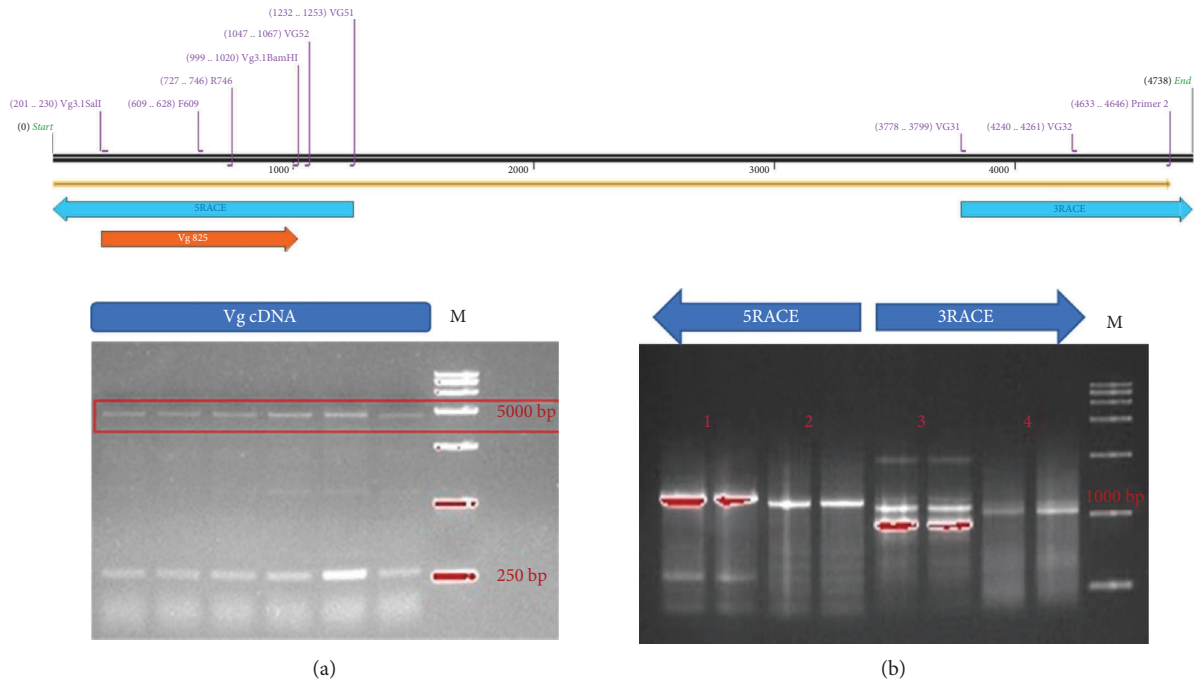 (1232 .. 1253) VG51
(1047 .. 1067) VG52
(999 .. 1020) Vg3.1BamHI
(4738) End
(727 .. 746) R746
(201 .. 230) Vg3.1SalI
(609 .. 628) F609
(4633 .. 4646) Primer 2
(0) Start
(3778 .. 3799) VG31
(4240 .. 4261) VG32
1000
2000
3000
4000
5RACE
3RACE
Vg 825
Vg cDNA
M
5000 bp
250 bp
(a)
5RACE
3RACE
M
1
2
3
4
1000 bp
(b)